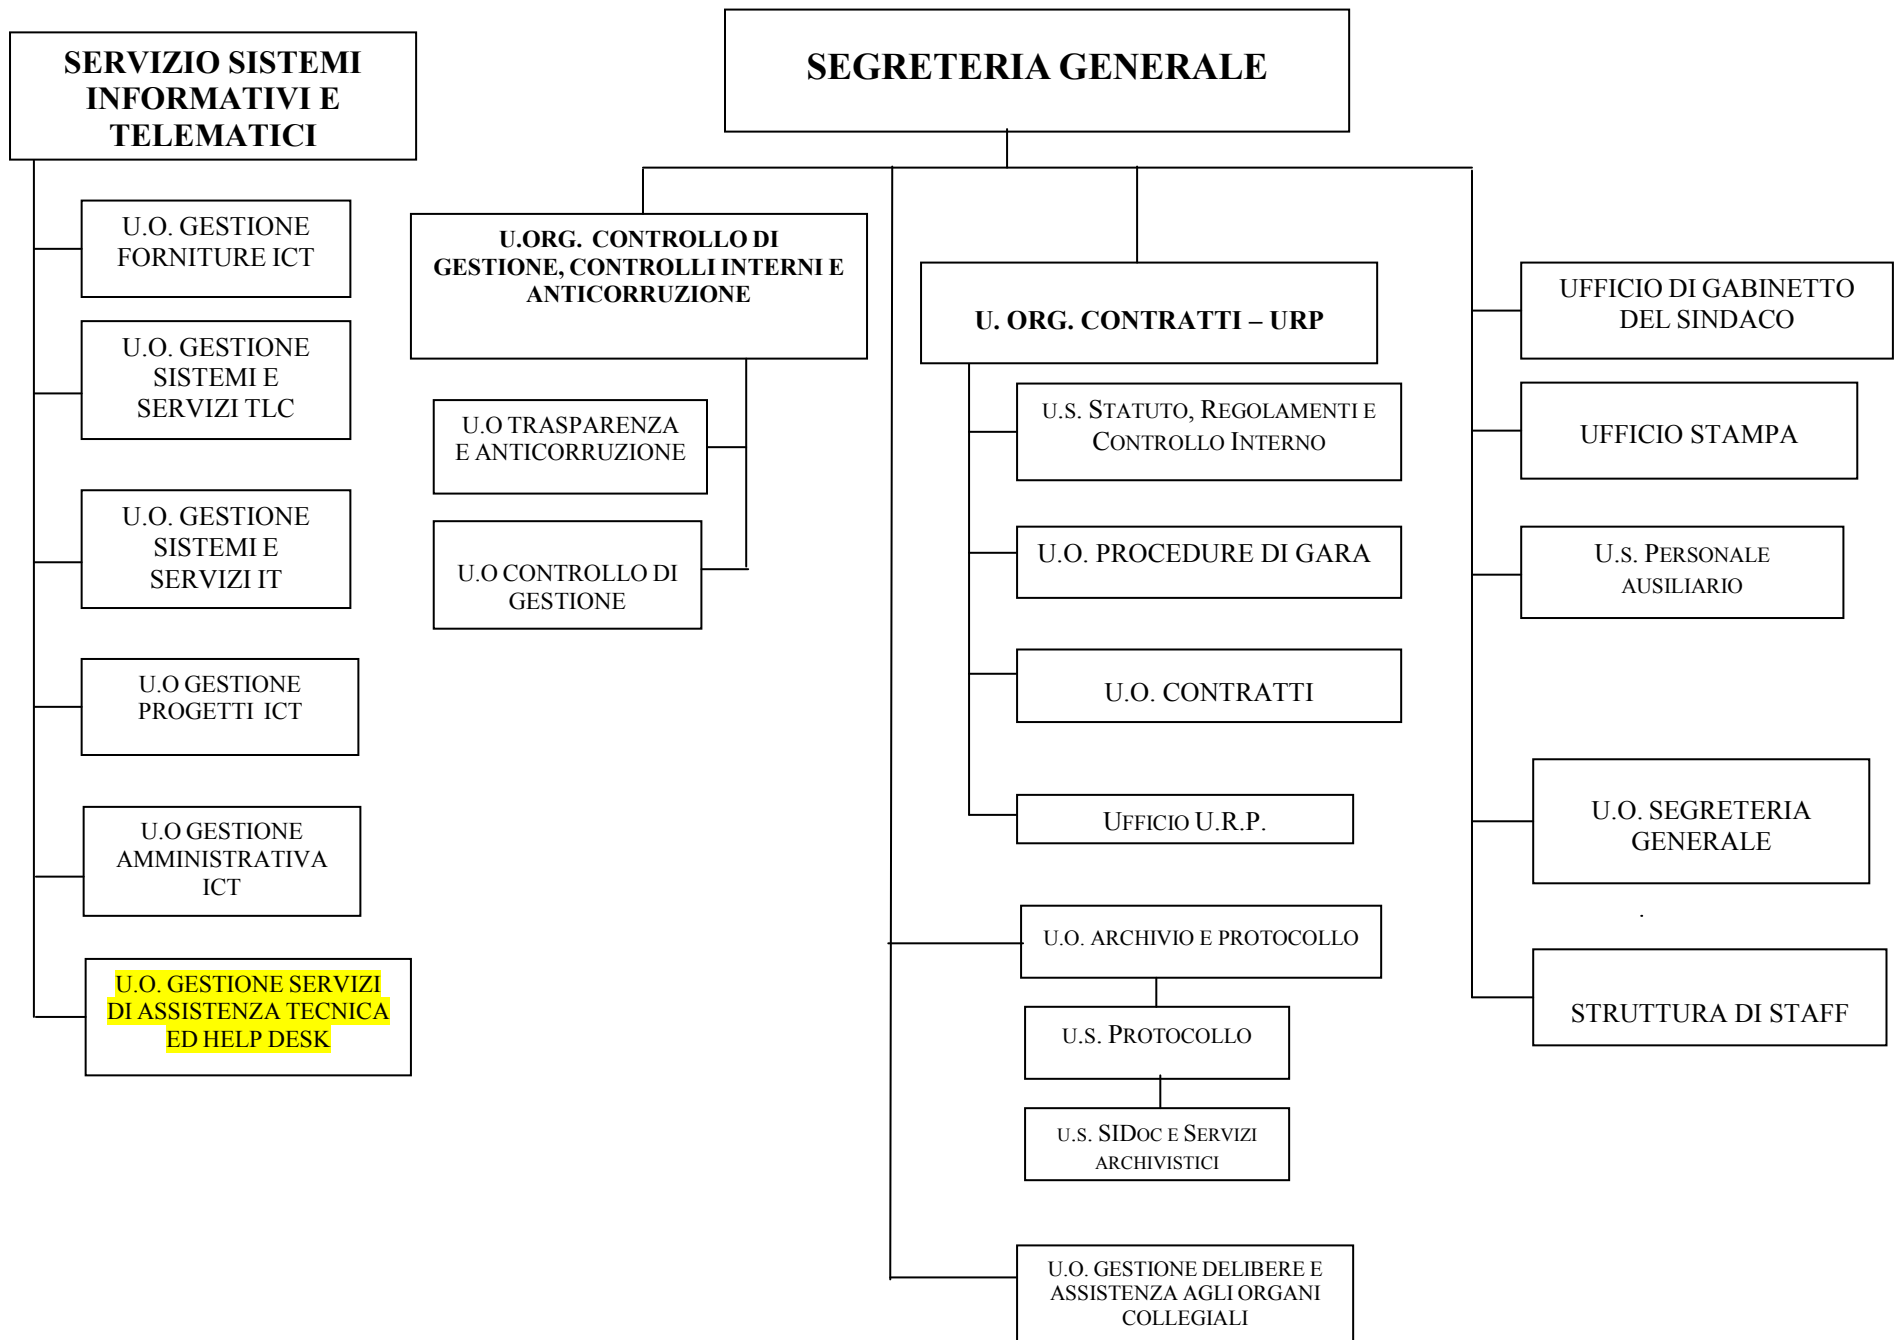 SERVIZIO SISTEMI
INFORMATIVI E
TELEMATICI
U.O. GESTIONE
FORNITURE ICT
U.O. GESTIONE
SISTEMI E
SERVIZI TLC
U.O. GESTIONE
SISTEMI E
SERVIZI IT
U.O GESTIONE
PROGETTI ICT
U.O GESTIONE
AMMINISTRATIVA
ICT
U.O. GESTIONE SERVIZI
DI ASSISTENZA TECNICA
ED HELP DESK
SEGRETERIA GENERALE
U.ORG. CONTROLLO DI
GESTIONE, CONTROLLI INTERNI E
ANTICORRUZIONE
U.O TRASPARENZA
E ANTICORRUZIONE
U.O CONTROLLO DI
GESTIONE
U. ORG. CONTRATTI – URP
U.S. STATUTO, REGOLAMENTI E
CONTROLLO INTERNO
U.O. PROCEDURE DI GARA
U.O. CONTRATTI
UFFICIO U.R.P.
U.O. ARCHIVIO E PROTOCOLLO
U.S. PROTOCOLLO
U.S. SIDOC E SERVIZI
ARCHIVISTICI
U.O. GESTIONE DELIBERE E
ASSISTENZA AGLI ORGANI
COLLEGIALI
UFFICIO DI GABINETTO
DEL SINDACO
UFFICIO STAMPA
U.S. PERSONALE
AUSILIARIO
U.O. SEGRETERIA
GENERALE
.
STRUTTURA DI STAFF